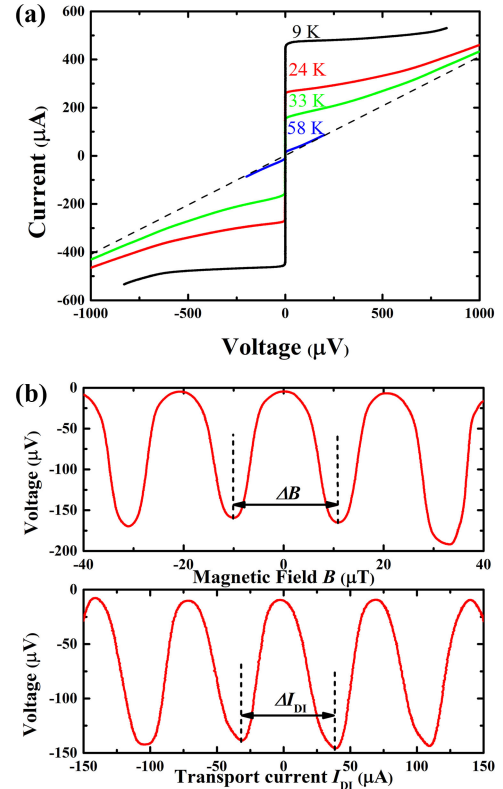 (a)
600
400
200
0
-200
-400
-600
Current (μA)
9 K
24 K
33 K
58 K
-1000 -500 0 500 1000
Voltage (μV)
(b)
0
-50
-100
-150
-200
Voltage (μV)
ΔB
-40 -20 0 20 40
Magnetic Field B (μT)
0
-50
-100
-150
Voltage (μV)
ΔI_DI
-150 -100 -50 0 50 100 150
Transport current I_DI (μA)